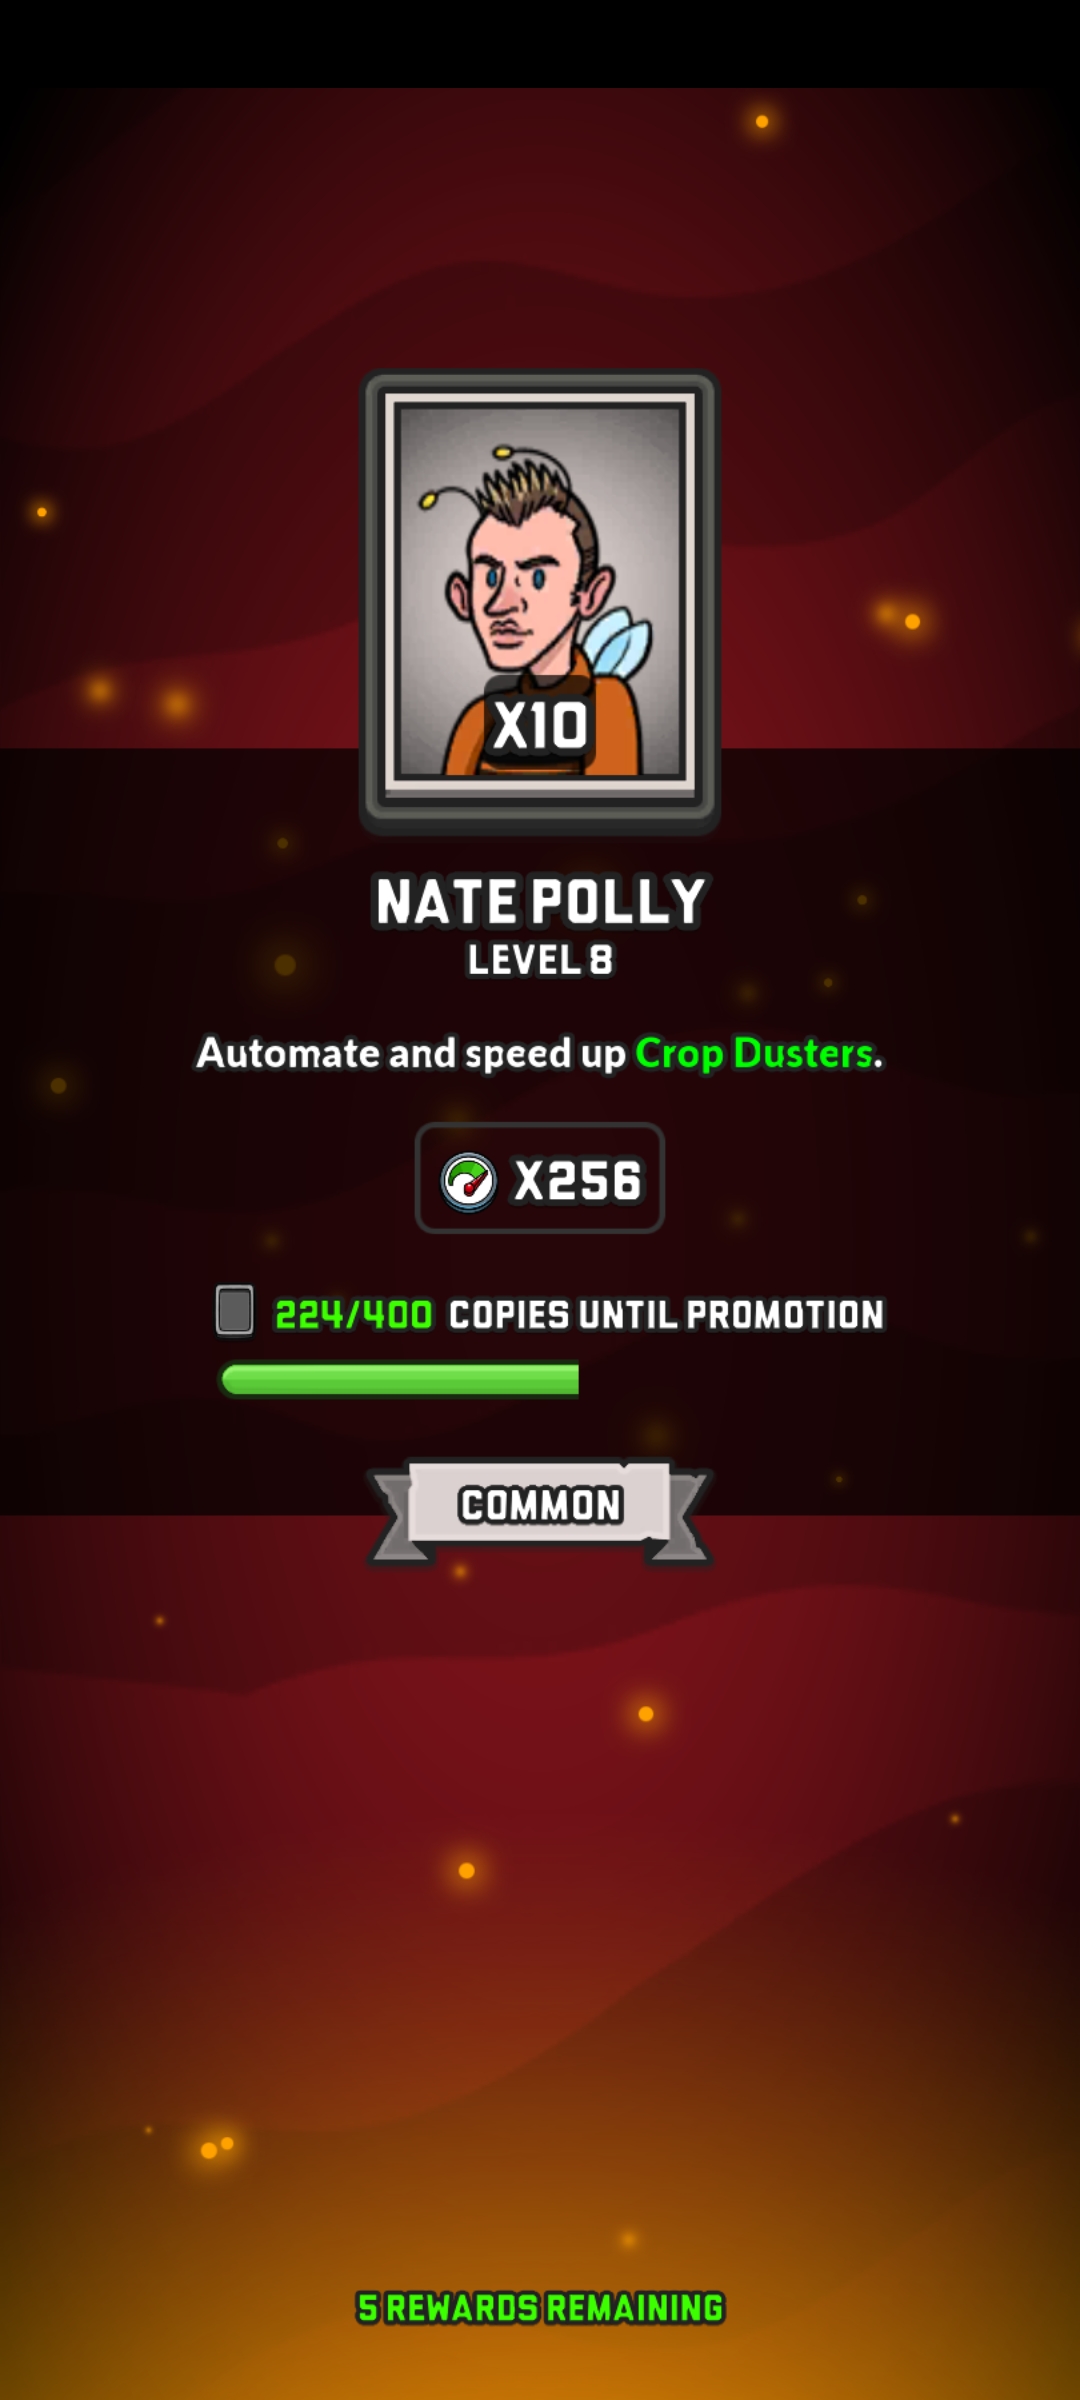 X10
NATE POLLY
LEVEL 8
Automate and speed up Crop Dusters.
X256
224/400 COPIES UNTIL PROMOTION
COMMON
5 REWARDS REMAINING